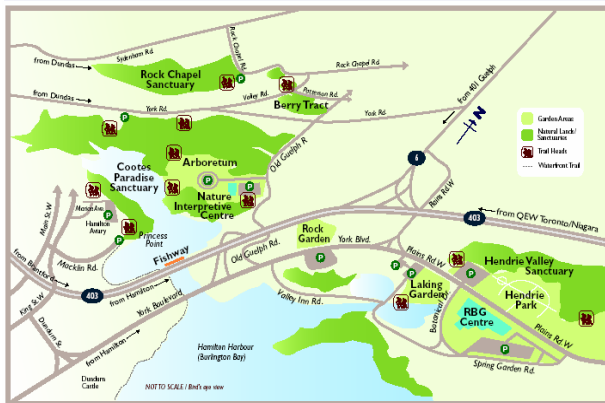 from Dundas
Sydenham Rd.
Rock Chapel Rd.
Rock Chapel Rd.
Rock Chapel
Sanctuary
P
Valley Rd.
Patterson Rd.
Berry Tract
from Dundas
York Rd.
York Rd.
P
from 401 Guelph
N
Garden Areas
Natural Lands/
Sanctuaries
Trail Heads
Waterfront Trail
Old Guelph R
6
Cootes
Paradise
Sanctuary
Arboretum
P
P
Nature
Interpretive
Centre
Main St. W
Hamilton
Aviary
P
Princess
Point
P
Macklin Rd.
Fishway
Old Guelph Rd.
Rock
Garden
P
York Blvd.
Plains Rd W
403
from QEW Toronto/Niagara
Plains Rd W
Hendrie Valley
Sanctuary
P
P
P
Hendrie
Park
Laking
Garden
RBG
Centre
Plains Rd W
P
Spring Garden Rd.
Valley Inn Rd.
from Brantford
403
from Hamilton
York Boulevard
King St. W
Dundurn St.
from Hamilton
Dundurn
Castle
Hamilton Harbour
(Burlington Bay)
NOT TO SCALE / Bird's eye view